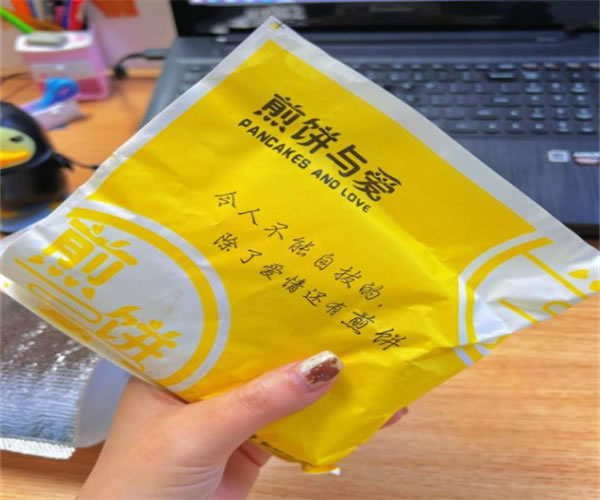 煎饼与爱
PANCAKES AND LOVE
令人不能自拔的,
除了爱情还有煎饼
煎
饼